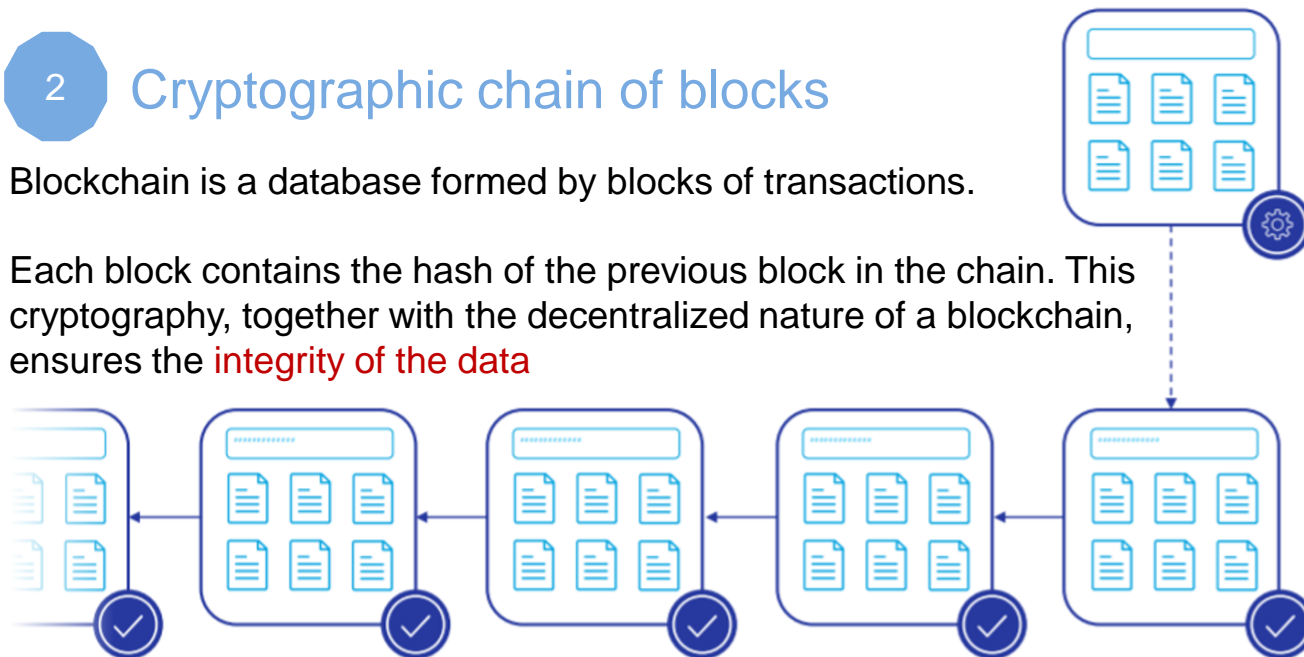 2
Cryptographic chain of blocks
Blockchain is a database formed by blocks of transactions.
Each block contains the hash of the previous block in the chain. This
cryptography, together with the decentralized nature of a blockchain,
ensures the integrity of the data